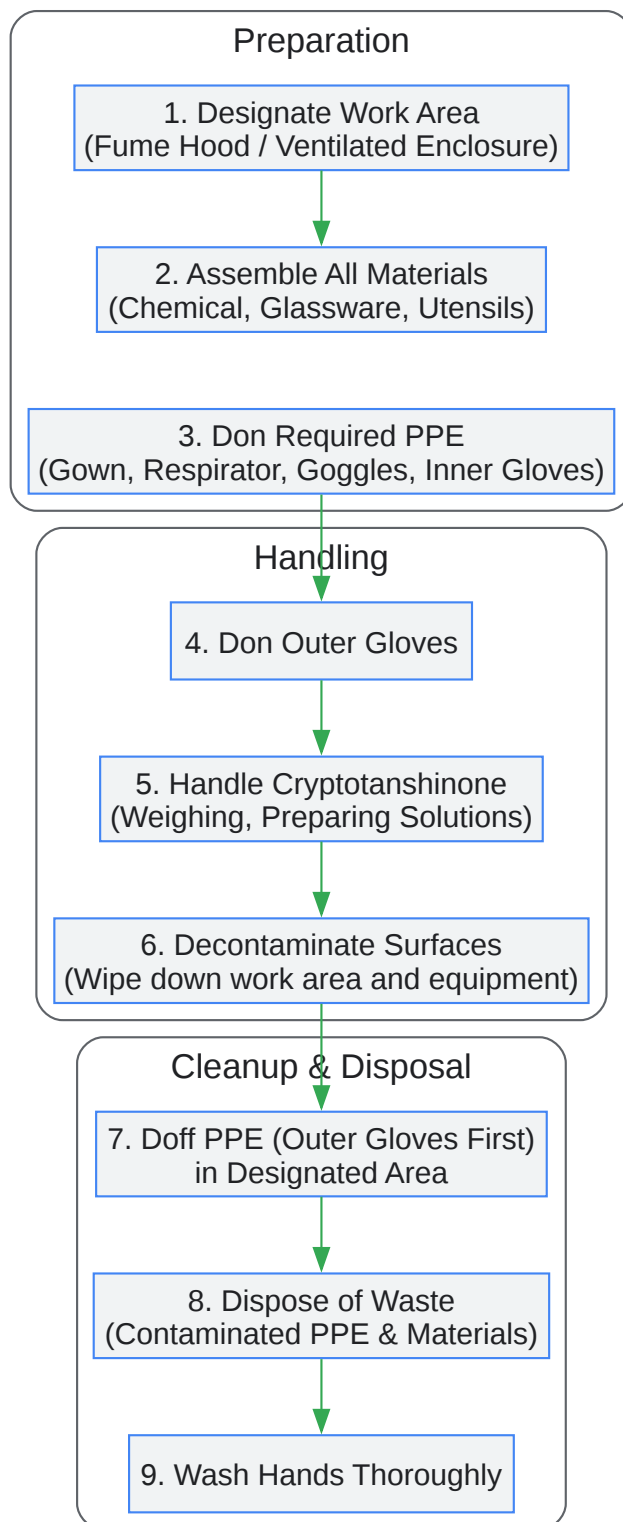 Preparation
1. Designate Work Area
(Fume Hood / Ventilated Enclosure)
2. Assemble All Materials
(Chemical, Glassware, Utensils)
3. Don Required PPE
(Gown, Respirator, Goggles, Inner Gloves)
Handling
4. Don Outer Gloves
5. Handle Cryptotanshinone
(Weighing, Preparing Solutions)
6. Decontaminate Surfaces
(Wipe down work area and equipment)
Cleanup & Disposal
7. Doff PPE (Outer Gloves First)
in Designated Area
8. Dispose of Waste
(Contaminated PPE & Materials)
9. Wash Hands Thoroughly